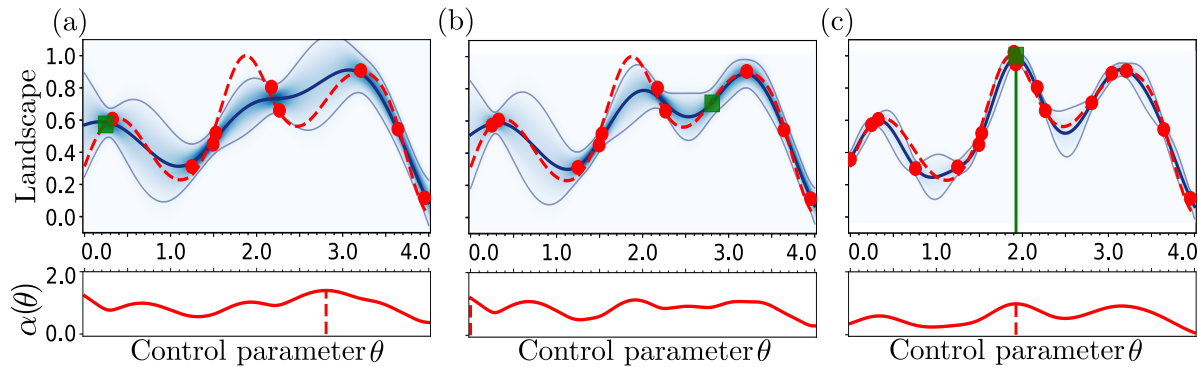 (a) (b) (c)
Landscape
1.0
0.8
0.6
0.4
0.2
0.0
0.0 1.0 2.0 3.0 4.0 0.0 1.0 2.0 3.0 4.0 0.0 1.0 2.0 3.0 4.0
α(θ)
2.0
0.0
Control parameter θ Control parameter θ Control parameter θ